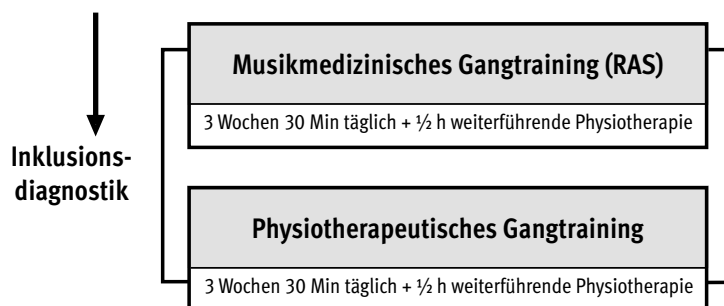 Musikmedizinisches Gangtraining (RAS)
3 Wochen 30 Min täglich + ½ h weiterführende Physiotherapie
Inklusions-
diagnostik
Physiotherapeutisches Gangtraining
3 Wochen 30 Min täglich + ½ h weiterführende Physiotherapie